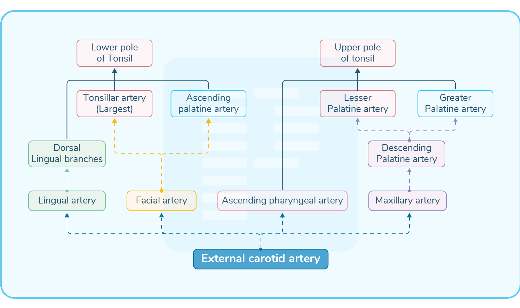 Lower pole
of Tonsil
Upper pole
of tonsil
Tonsillar artery
(Largest)
Ascending
palatine artery
Lesser
Palatine artery
Greater
Palatine artery
Dorsal
Lingual branches
Descending
Palatine artery
Lingual artery
Facial artery
Ascending pharyngeal artery
Maxillary artery
External carotid artery